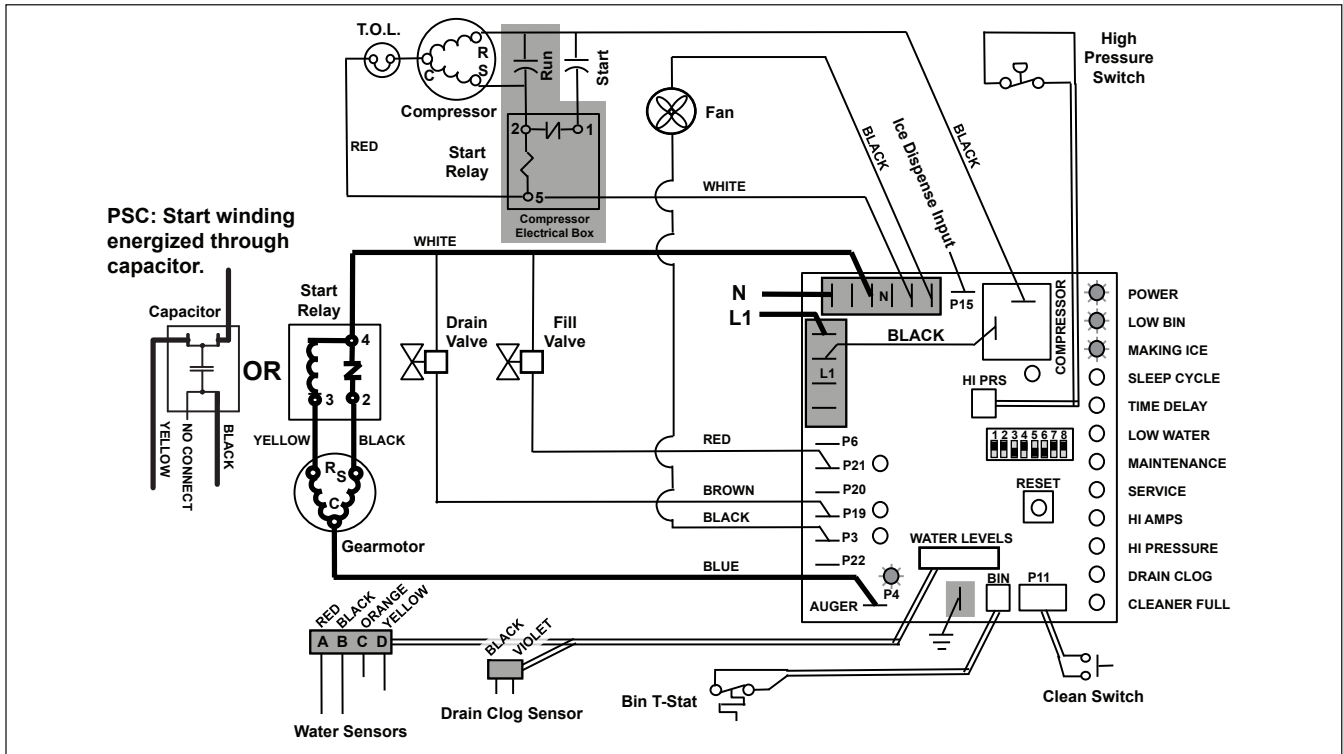 T.O.L.
R
S
C
Compressor
Run
Start
2
1
5
Start
Relay
Compressor
Electrical Box
RED
WHITE
Fan
BLACK
Ice Dispense Input
BLACK
High
Pressure
Switch
PSC: Start winding
energized through
capacitor.
Capacitor
YELLOW
NO CONNECT
BLACK
OR
WHITE
Start
Relay
4
3
2
YELLOW
BLACK
R
S
C
Gearmotor
Drain
Valve
Fill
Valve
RED
BROWN
BLACK
BLUE
N
L1
N
L1
BLACK
P15
COMPRESSOR
HI PRS
1 2 3 4 5 6 7 8
RESET
P6
P21
P20
P19
P3
P22
P4
AUGER
WATER LEVELS
BIN
P11
POWER
LOW BIN
MAKING ICE
SLEEP CYCLE
TIME DELAY
LOW WATER
MAINTENANCE
SERVICE
HI AMPS
HI PRESSURE
DRAIN CLOG
CLEANER FULL
RED
BLACK
ORANGE
YELLOW
A B C D
Water Sensors
BLACK
VIOLET
Drain Clog Sensor
Bin T-Stat
Clean Switch